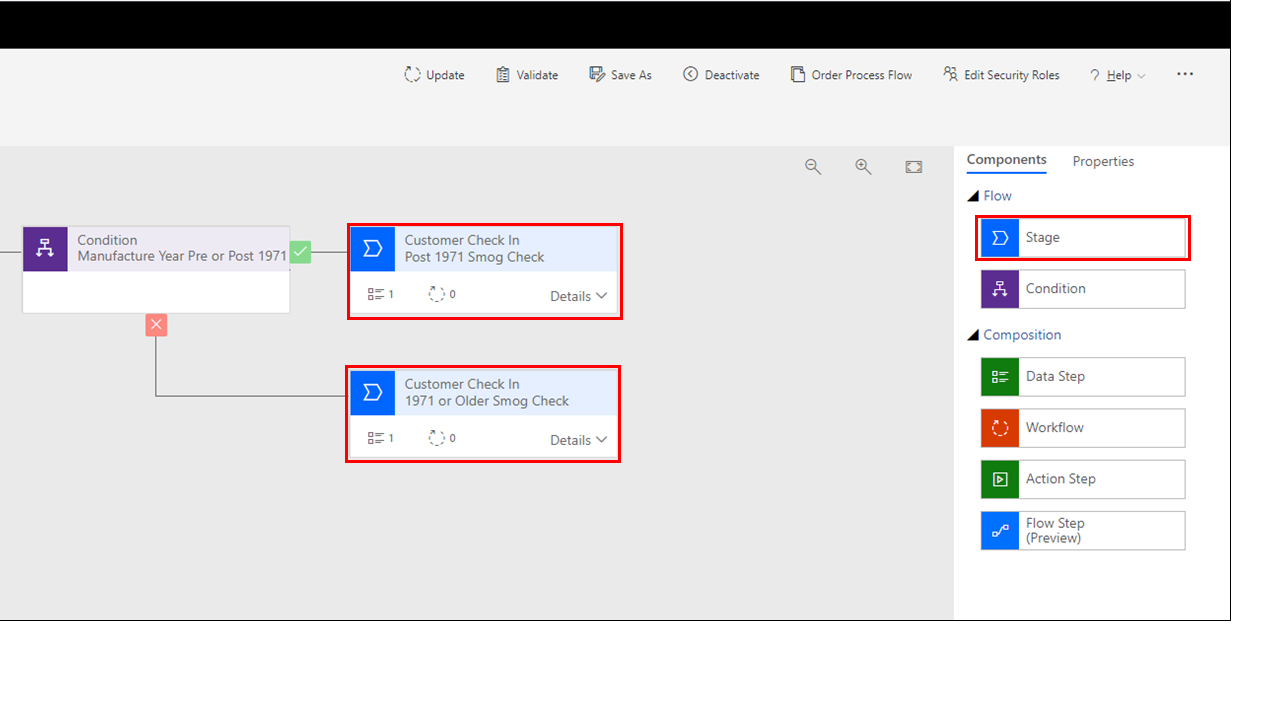 Update
Validate
Save As
Deactivate
Order Process Flow
Edit Security Roles
? Help
Components
Properties
Flow
Stage
Condition
Composition
Data Step
Workflow
Action Step
Flow Step
(Preview)
Condition
Manufacture Year Pre or Post 1971
Customer Check In
Post 1971 Smog Check
1
0
Details
Customer Check In
1971 or Older Smog Check
1
0
Details